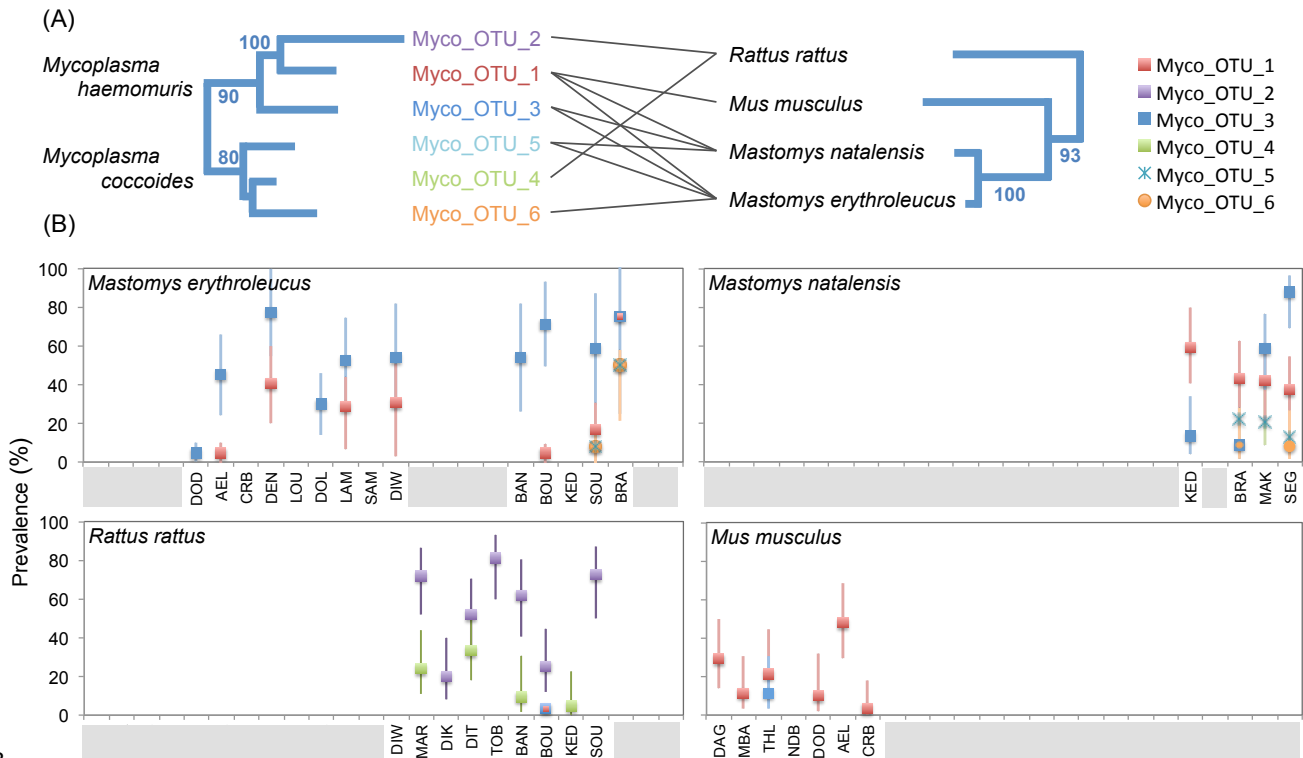 (A)
Mycoplasma
haemomuris
Mycoplasma
coccoides
100
90
80
Myco_OTU_2
Myco_OTU_1
Myco_OTU_3
Myco_OTU_5
Myco_OTU_4
Myco_OTU_6
Rattus rattus
Mus musculus
Mastomys natalensis
Mastomys erythroleucus
93
100
Myco_OTU_1
Myco_OTU_2
Myco_OTU_3
Myco_OTU_4
Myco_OTU_5
Myco_OTU_6
(B)
Prevalence (%)
Mastomys erythroleucus
100
80
60
40
20
0
DOD AEL CRB DEN LOU DOL LAM SAM DIW BAN BOU KED SOU BRA
Mastomys natalensis
KED BRA MAK SEG
Rattus rattus
100
80
60
40
20
0
DIW MAR DIK DIT TOB BAN BOU KED SOU
Mus musculus
DAG MBA THL NDB DOD AEL CRB